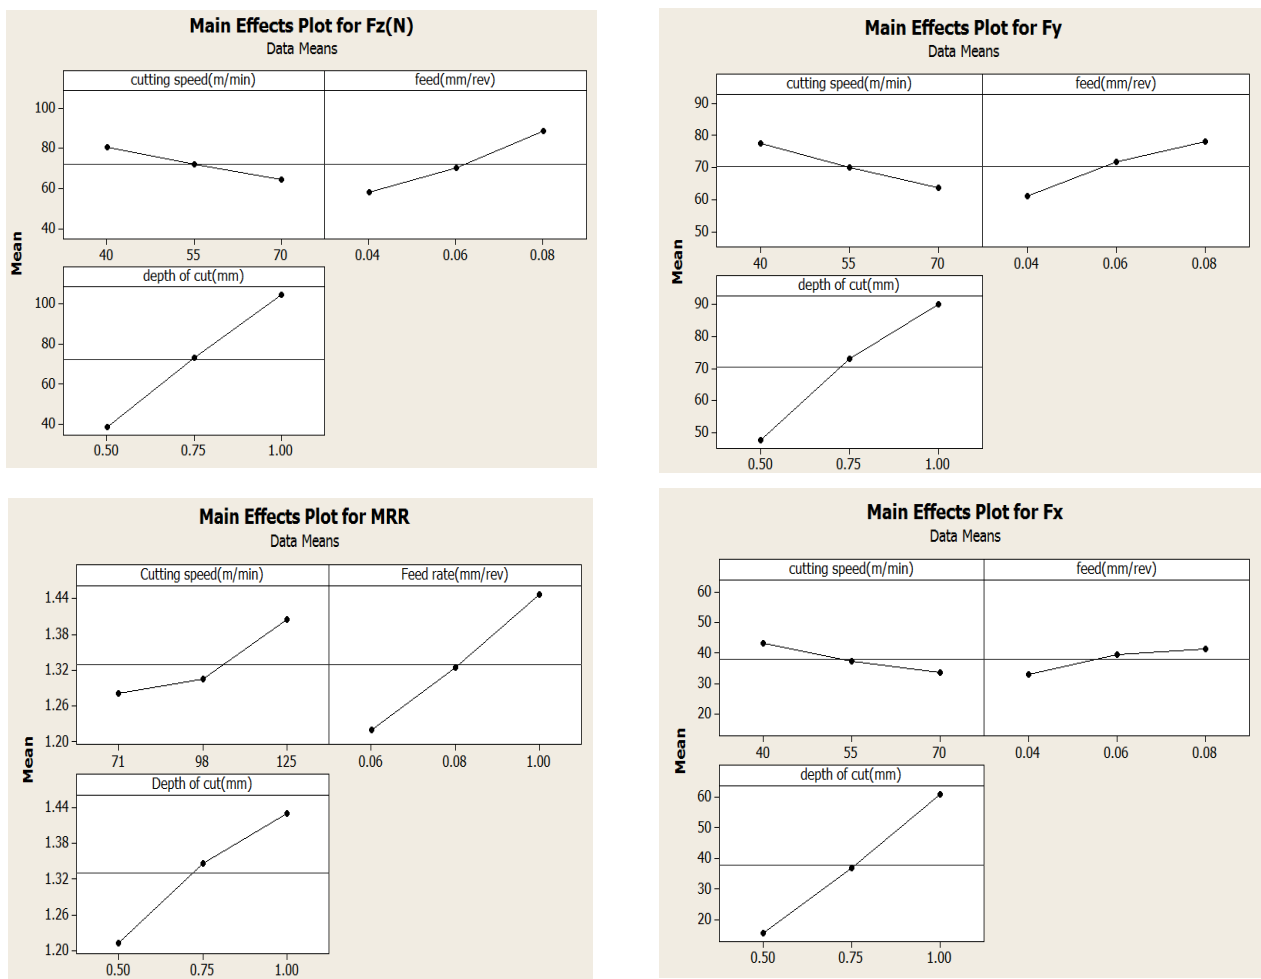 Main Effects Plot for Fz(N)
Data Means
cutting speed(m/min) feed(mm/rev)
100
80
60
40
40 55 70 0.04 0.06 0.08
Mean
depth of cut(mm)
100
80
60
40
0.50 0.75 1.00
Main Effects Plot for Fy
Data Means
cutting speed(m/min) feed(mm/rev)
90
80
70
60
50
40 55 70 0.04 0.06 0.08
Mean
depth of cut(mm)
90
80
70
60
50
0.50 0.75 1.00
Main Effects Plot for MRR
Data Means
Cutting speed(m/min) Feed rate(mm/rev)
1.44
1.38
1.32
1.26
1.20
71 98 125 0.06 0.08 1.00
Mean
Depth of cut(mm)
1.44
1.38
1.32
1.26
1.20
0.50 0.75 1.00
Main Effects Plot for Fx
Data Means
cutting speed(m/min) feed(mm/rev)
60
50
40
30
20
40 55 70 0.04 0.06 0.08
Mean
depth of cut(mm)
60
50
40
30
20
0.50 0.75 1.00